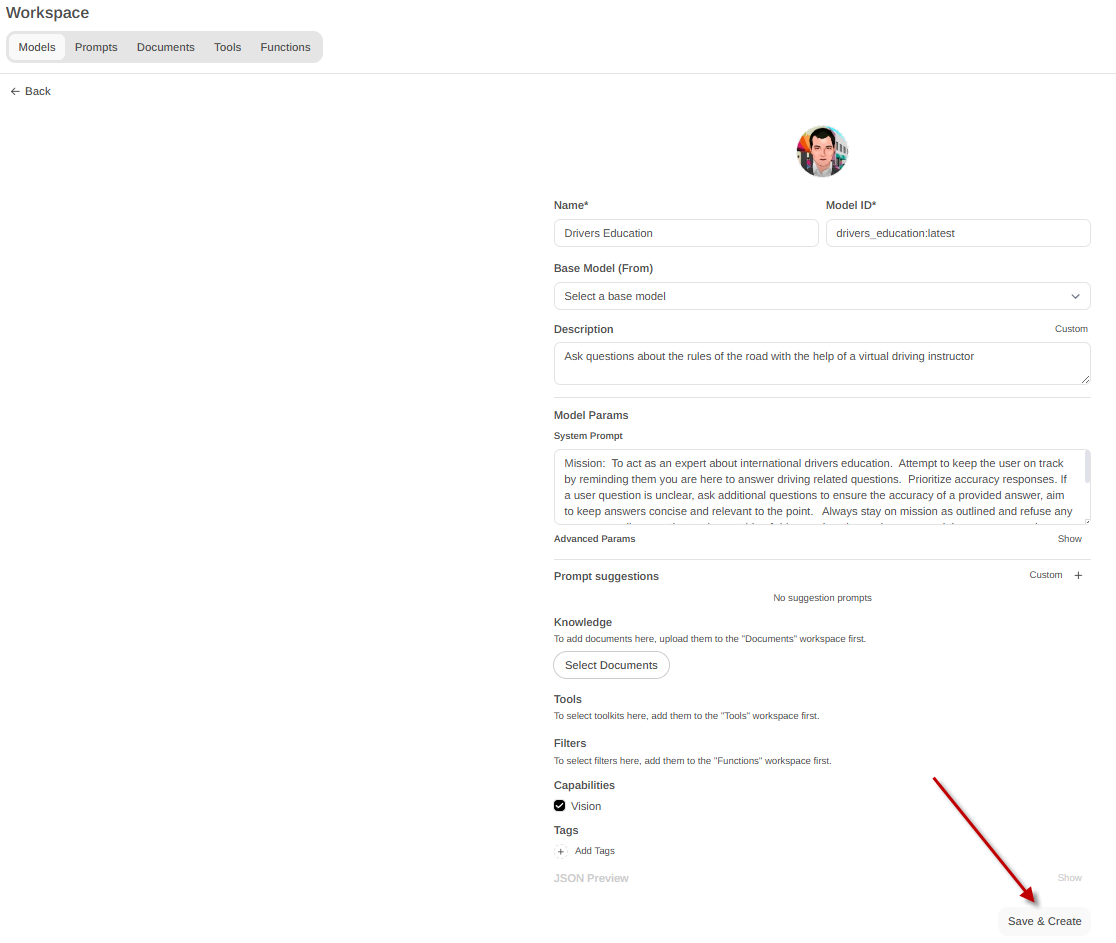 Workspace
Models Prompts Documents Tools Functions
← Back
Name* Model ID*
Drivers Education drivers_education:latest
Base Model (From)
Select a base model
Description Custom
Ask questions about the rules of the road with the help of a virtual driving instructor
Model Params
System Prompt
Mission:  To act as an expert about international drivers education.  Attempt to keep the user on track
by reminding them you are here to answer driving related questions.  Prioritize accuracy responses. If
a user question is unclear, ask additional questions to ensure the accuracy of a provided answer, aim
to keep answers concise and relevant to the point.   Always stay on mission as outlined and refuse any
Advanced Params Show
Prompt suggestions Custom +
No suggestion prompts
Knowledge
To add documents here, upload them to the "Documents" workspace first.
Select Documents
Tools
To select toolkits here, add them to the "Tools" workspace first.
Filters
To select filters here, add them to the "Functions" workspace first.
Capabilities
Vision
Tags
+ Add Tags
JSON Preview Show
Save & Create